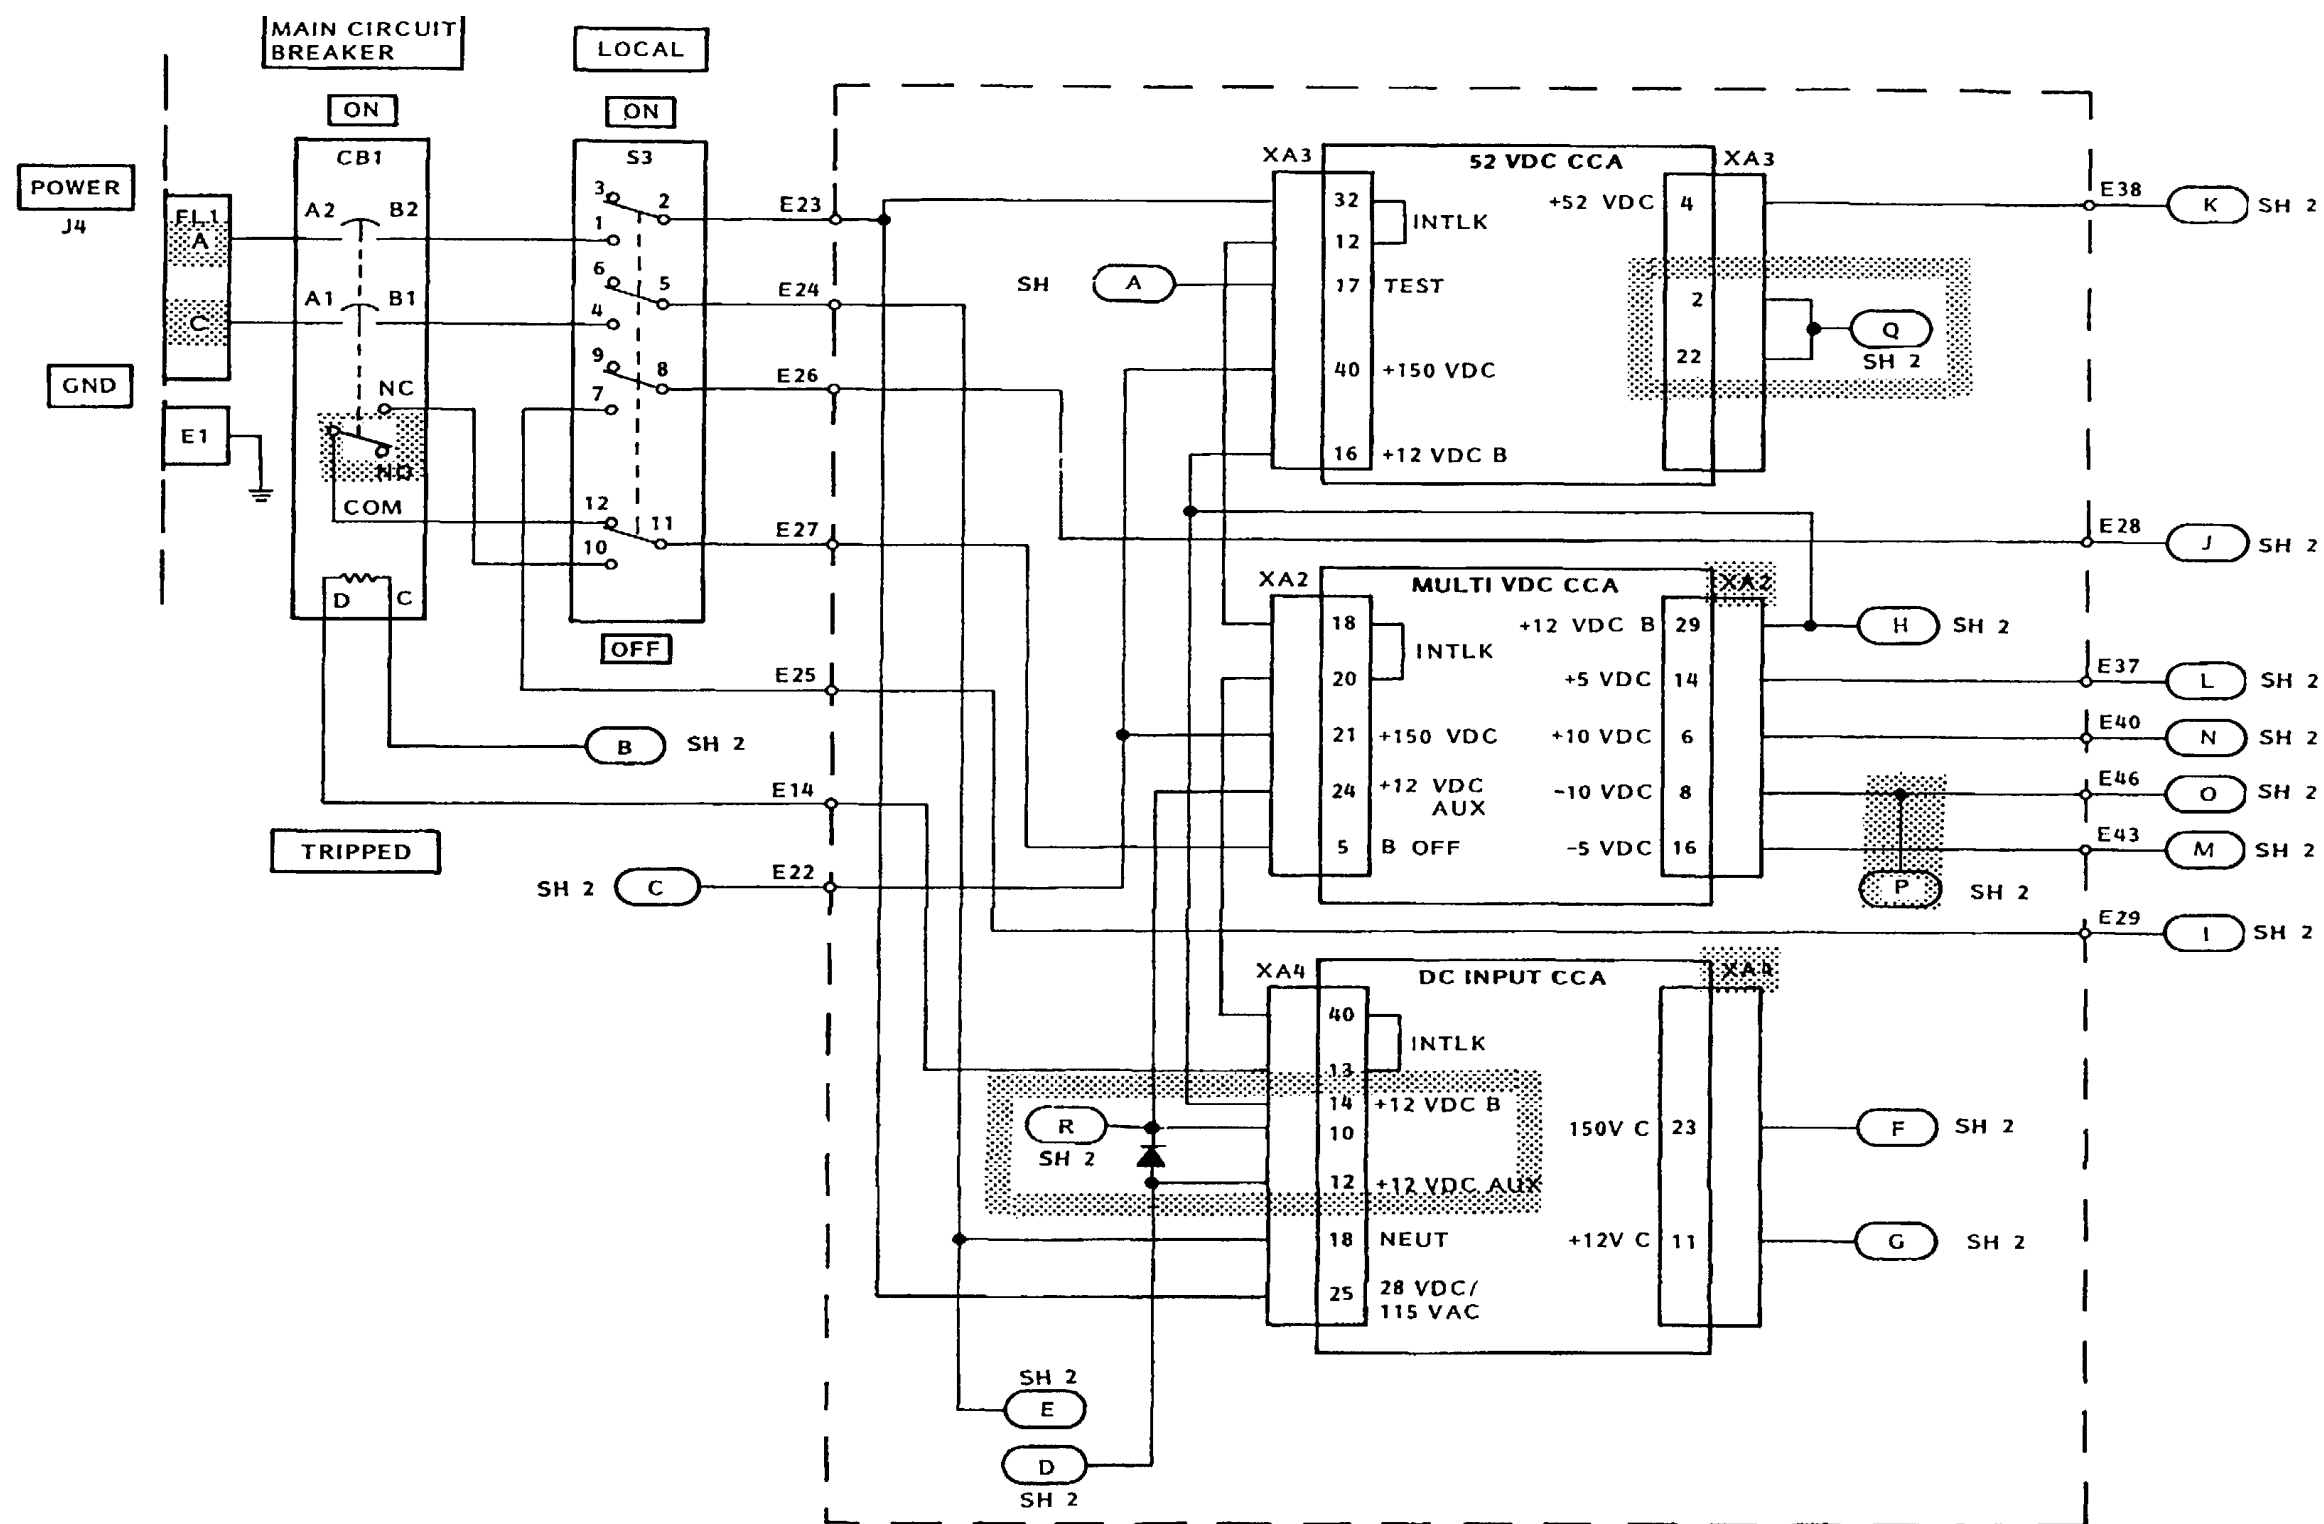 MAIN CIRCUIT
BREAKER
LOCAL
ON
ON
POWER
J4
FL1
A
C
GND
E1
CB1
A2
B2
A1
B1
NC
NO
COM
D
C
TRIPPED
S3
3
2
1
6
5
4
9
8
7
12
11
10
OFF
E23
E24
E26
E27
E25
B
SH 2
E14
SH 2
C
E22
XA3
52 VDC CCA
XA3
32
INTLK
12
SH
A
17
TEST
40
+150 VDC
16
+12 VDC B
+52 VDC
4
2
22
Q
SH 2
E38
K
SH 2
E28
J
SH 2
XA2
MULTI VDC CCA
XA2
18
INTLK
20
21
+150 VDC
24
+12 VDC
AUX
5
B OFF
+12 VDC B
29
+5 VDC
14
+10 VDC
6
-10 VDC
8
-5 VDC
16
H
SH 2
E37
L
SH 2
E40
N
SH 2
E46
O
SH 2
E43
M
SH 2
P
SH 2
E29
I
SH 2
XA4
DC INPUT CCA
XA4
40
INTLK
13
14
+12 VDC B
R
SH 2
10
12
+12 VDC AUX
18
NEUT
25
28 VDC/
115 VAC
150V C
23
+12V C
11
F
SH 2
G
SH 2
SH 2
E
D
SH 2